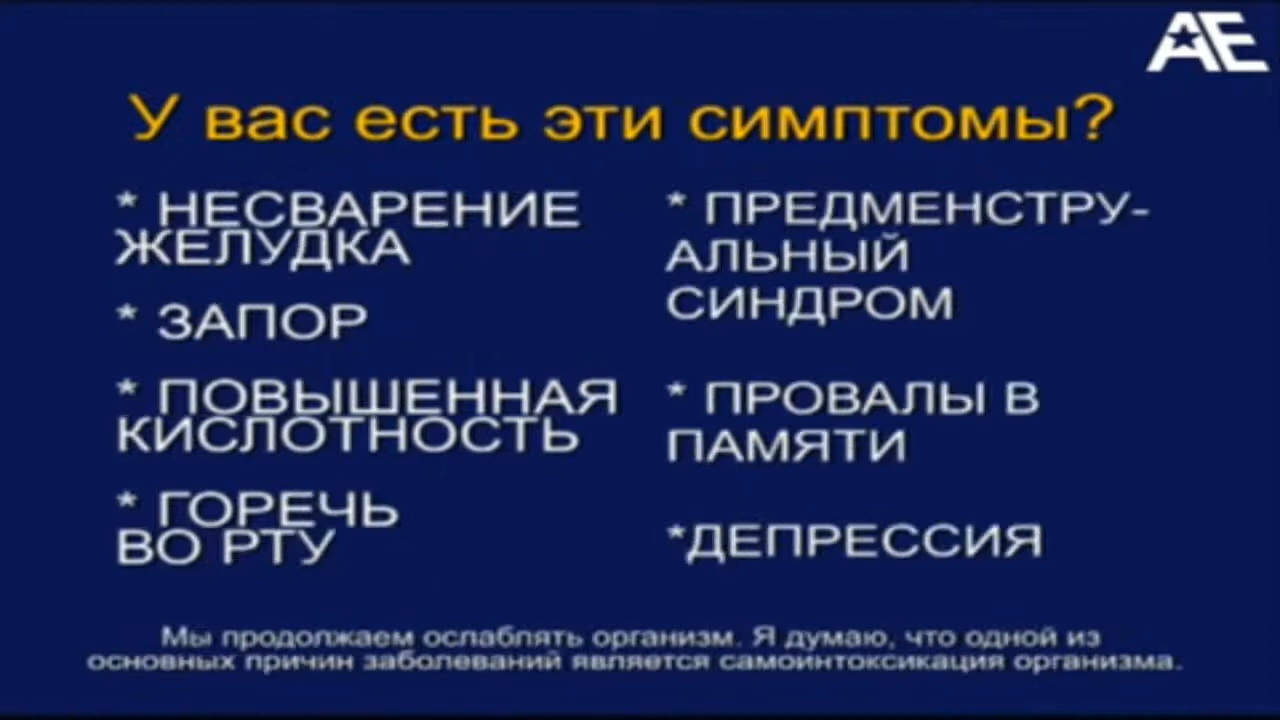 AE
У вас есть эти симптомы?
* НЕСВАРЕНИЕ
ЖЕЛУДКА
* ЗАПОР
* ПОВЫШЕННАЯ
КИСЛОТНОСТЬ
* ГОРЕЧЬ
ВО РТУ
* ПРЕДМЕНСТРУ-
АЛЬНЫЙ
СИНДРОМ
* ПРОВАЛЫ В
ПАМЯТИ
*ДЕПРЕССИЯ
Мы продолжаем ослаблять организм. Я думаю, что одной из
основных причин заболеваний является самоинтоксикация организма.